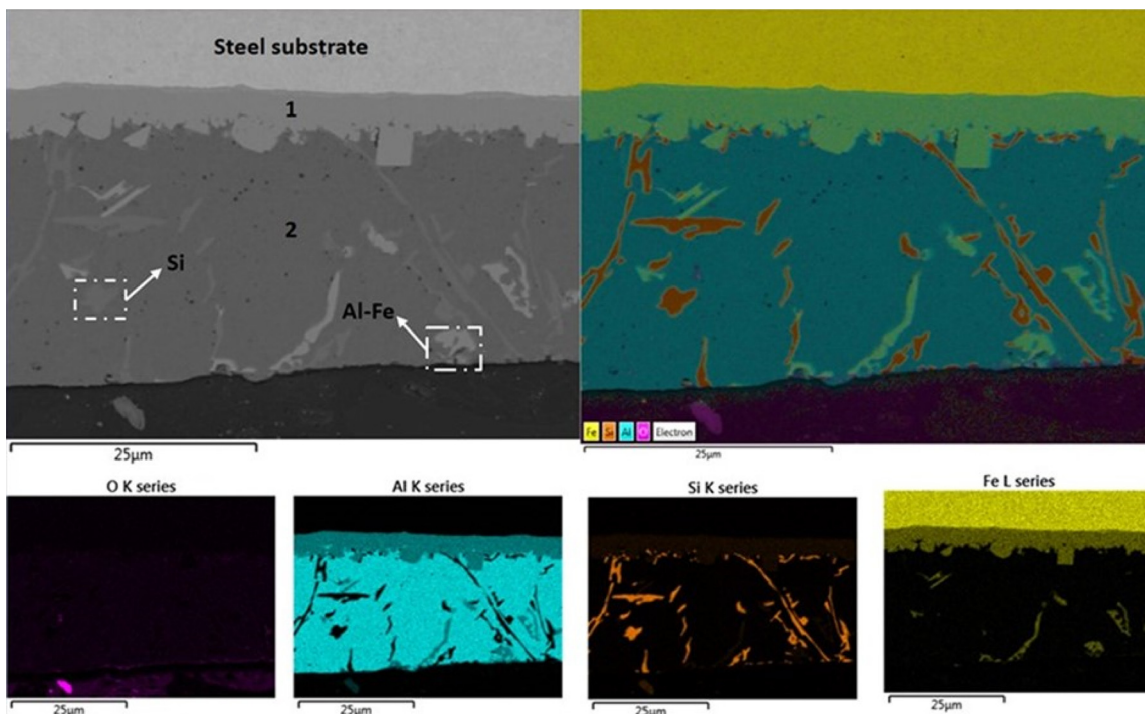 Steel substrate
1
2
Si
Al-Fe
25µm
Fe Si Al O Electron
25µm
O K series
Al K series
Si K series
Fe L series
25µm
25µm
25µm
25µm